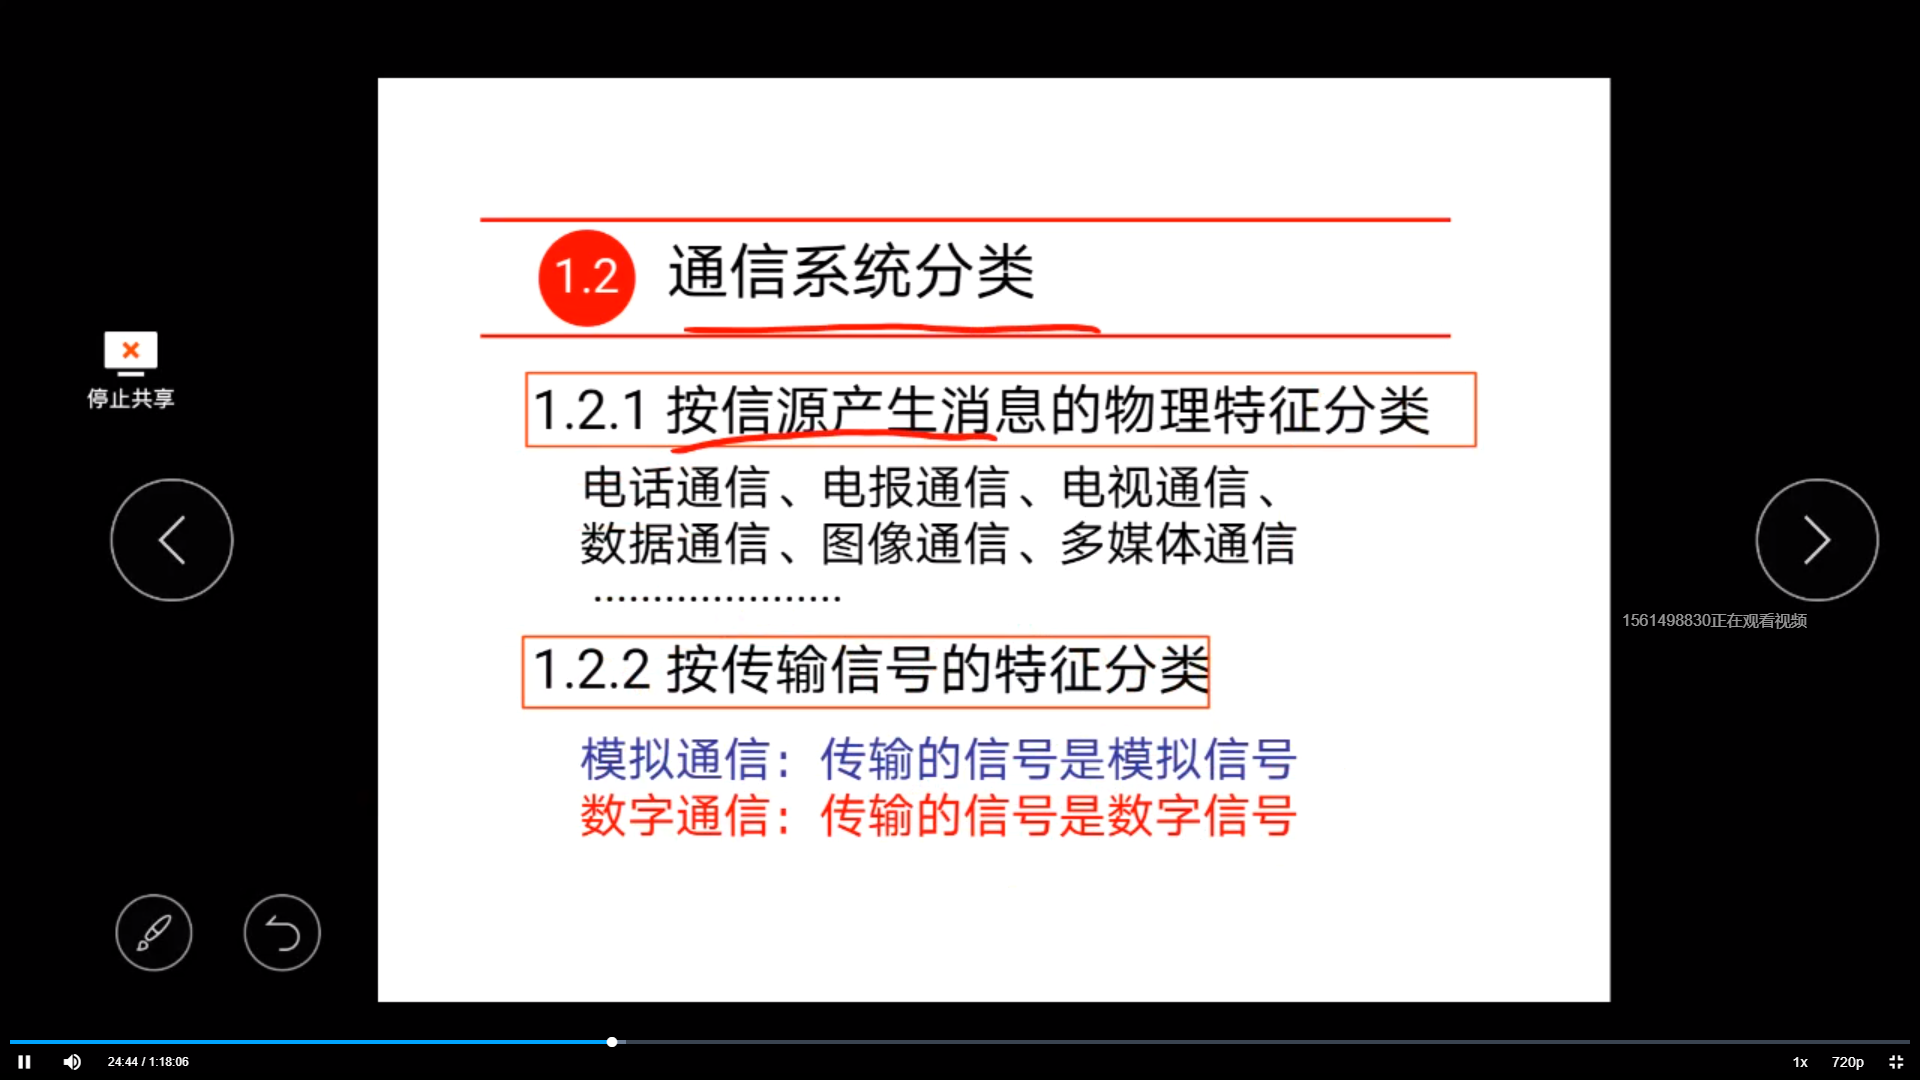 1.2 通信系统分类
1.2.1 按信源产生消息的物理特征分类
电话通信、电报通信、电视通信、
数据通信、图像通信、多媒体通信
.....................
1.2.2 按传输信号的特征分类
模拟通信：传输的信号是模拟信号
数字通信：传输的信号是数字信号
停止共享
1561498830正在观看视频
24:44 / 1:18:06
1x
720p